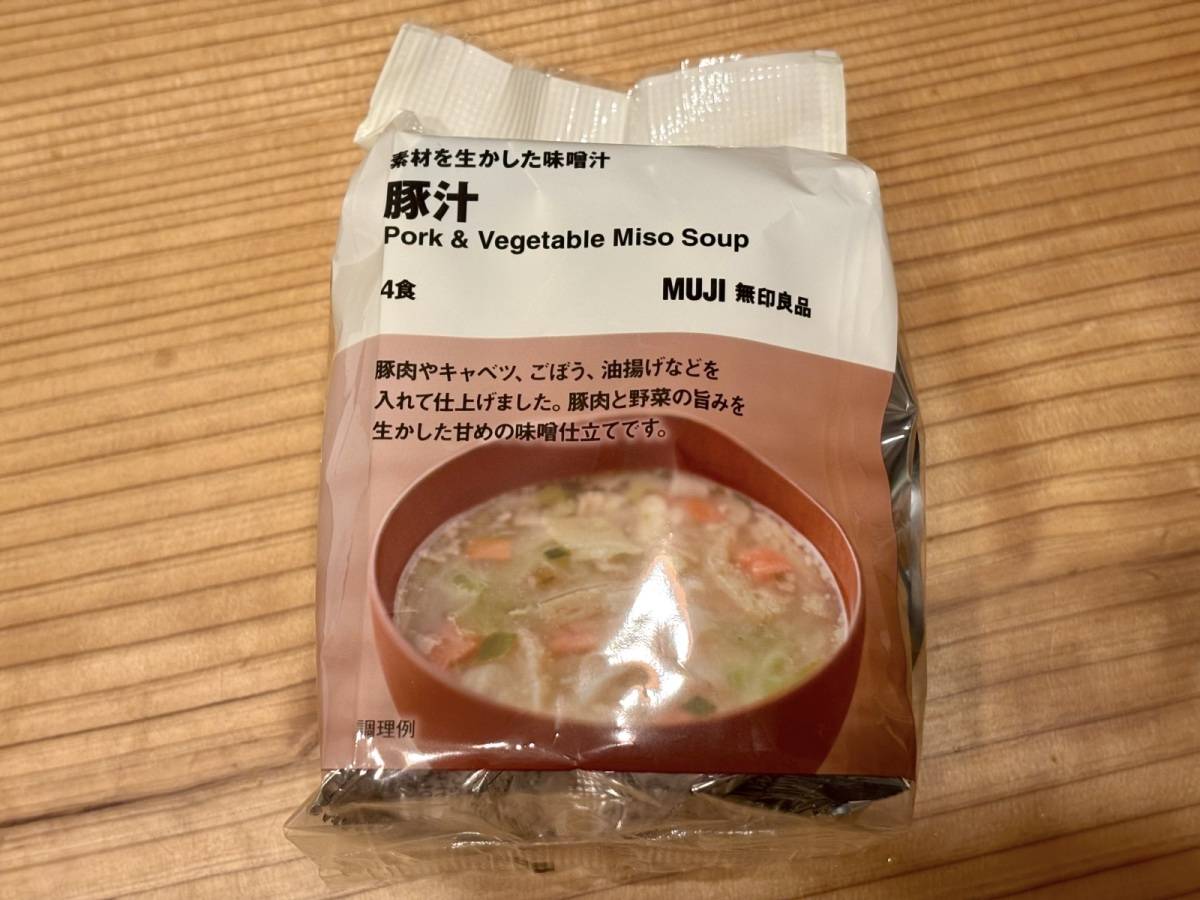 素材を生かした味噌汁
豚汁
Pork & Vegetable Miso Soup
4食
MUJI 無印良品
豚肉やキャベツ、ごぼう、油揚げなどを
入れて仕上げました。豚肉と野菜の旨みを
生かした甘めの味噌仕立てです。
調理例